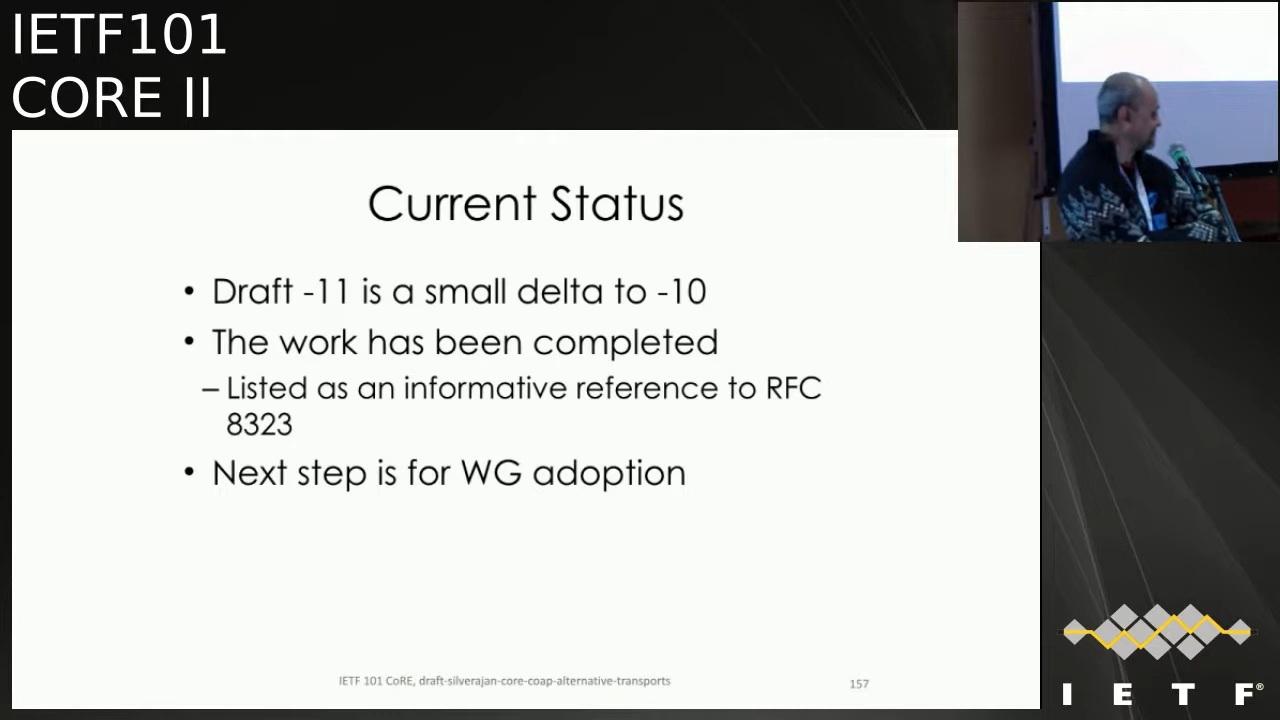 IETF101
CORE II
Current Status
• Draft -11 is a small delta to -10
• The work has been completed
– Listed as an informative reference to RFC
8323
• Next step is for WG adoption
IETF 101 CoRE, draft-silverajan-core-coap-alternative-transports
157
I E T F®